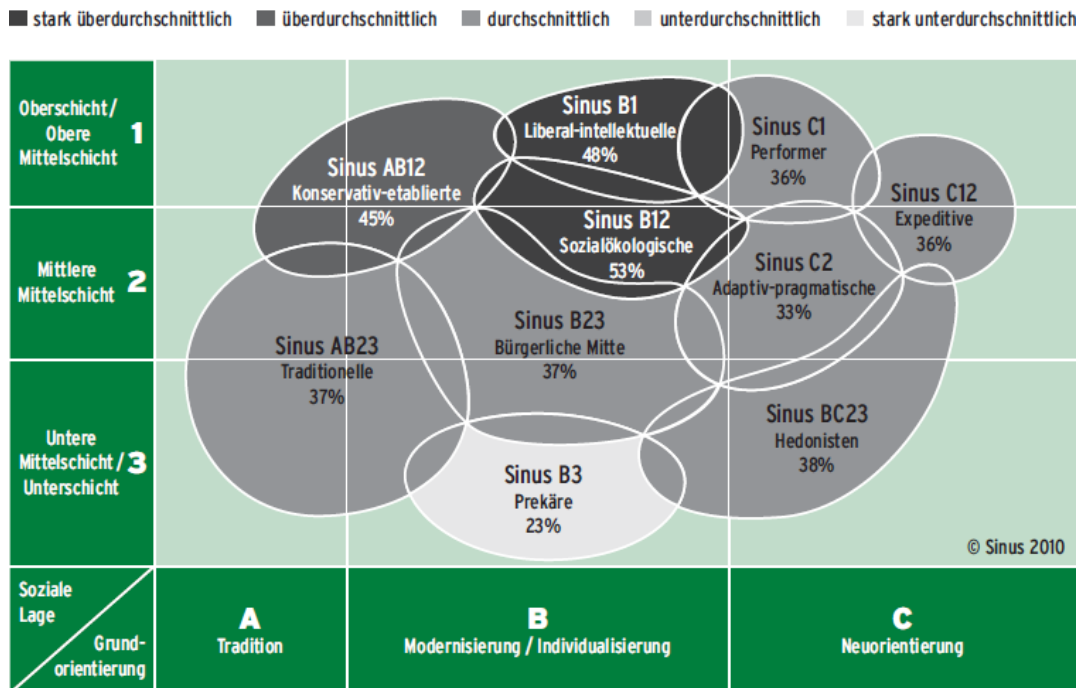 stark überdurchschnittlich überdurchschnittlich durchschnittlich unterdurchschnittlich stark unterdurchschnittlich
Oberschicht /
Obere
Mittelschicht
1
Sinus B1
Liberal-intellektuelle
48%
Sinus C1
Performer
36%
Sinus AB12
Konservativ-etablierte
45%
Sinus C12
Expeditive
36%
Mittlere
Mittelschicht
2
Sinus B12
Sozialökologische
53%
Sinus C2
Adaptiv-pragmatische
33%
Sinus AB23
Traditionelle
37%
Sinus B23
Bürgerliche Mitte
37%
Untere
Mittelschicht /
Unterschicht
3
Sinus BC23
Hedonisten
38%
Sinus B3
Prekäre
23%
© Sinus 2010
Soziale
Lage
Grund-
orientierung
A
Tradition
B
Modernisierung / Individualisierung
C
Neuorientierung